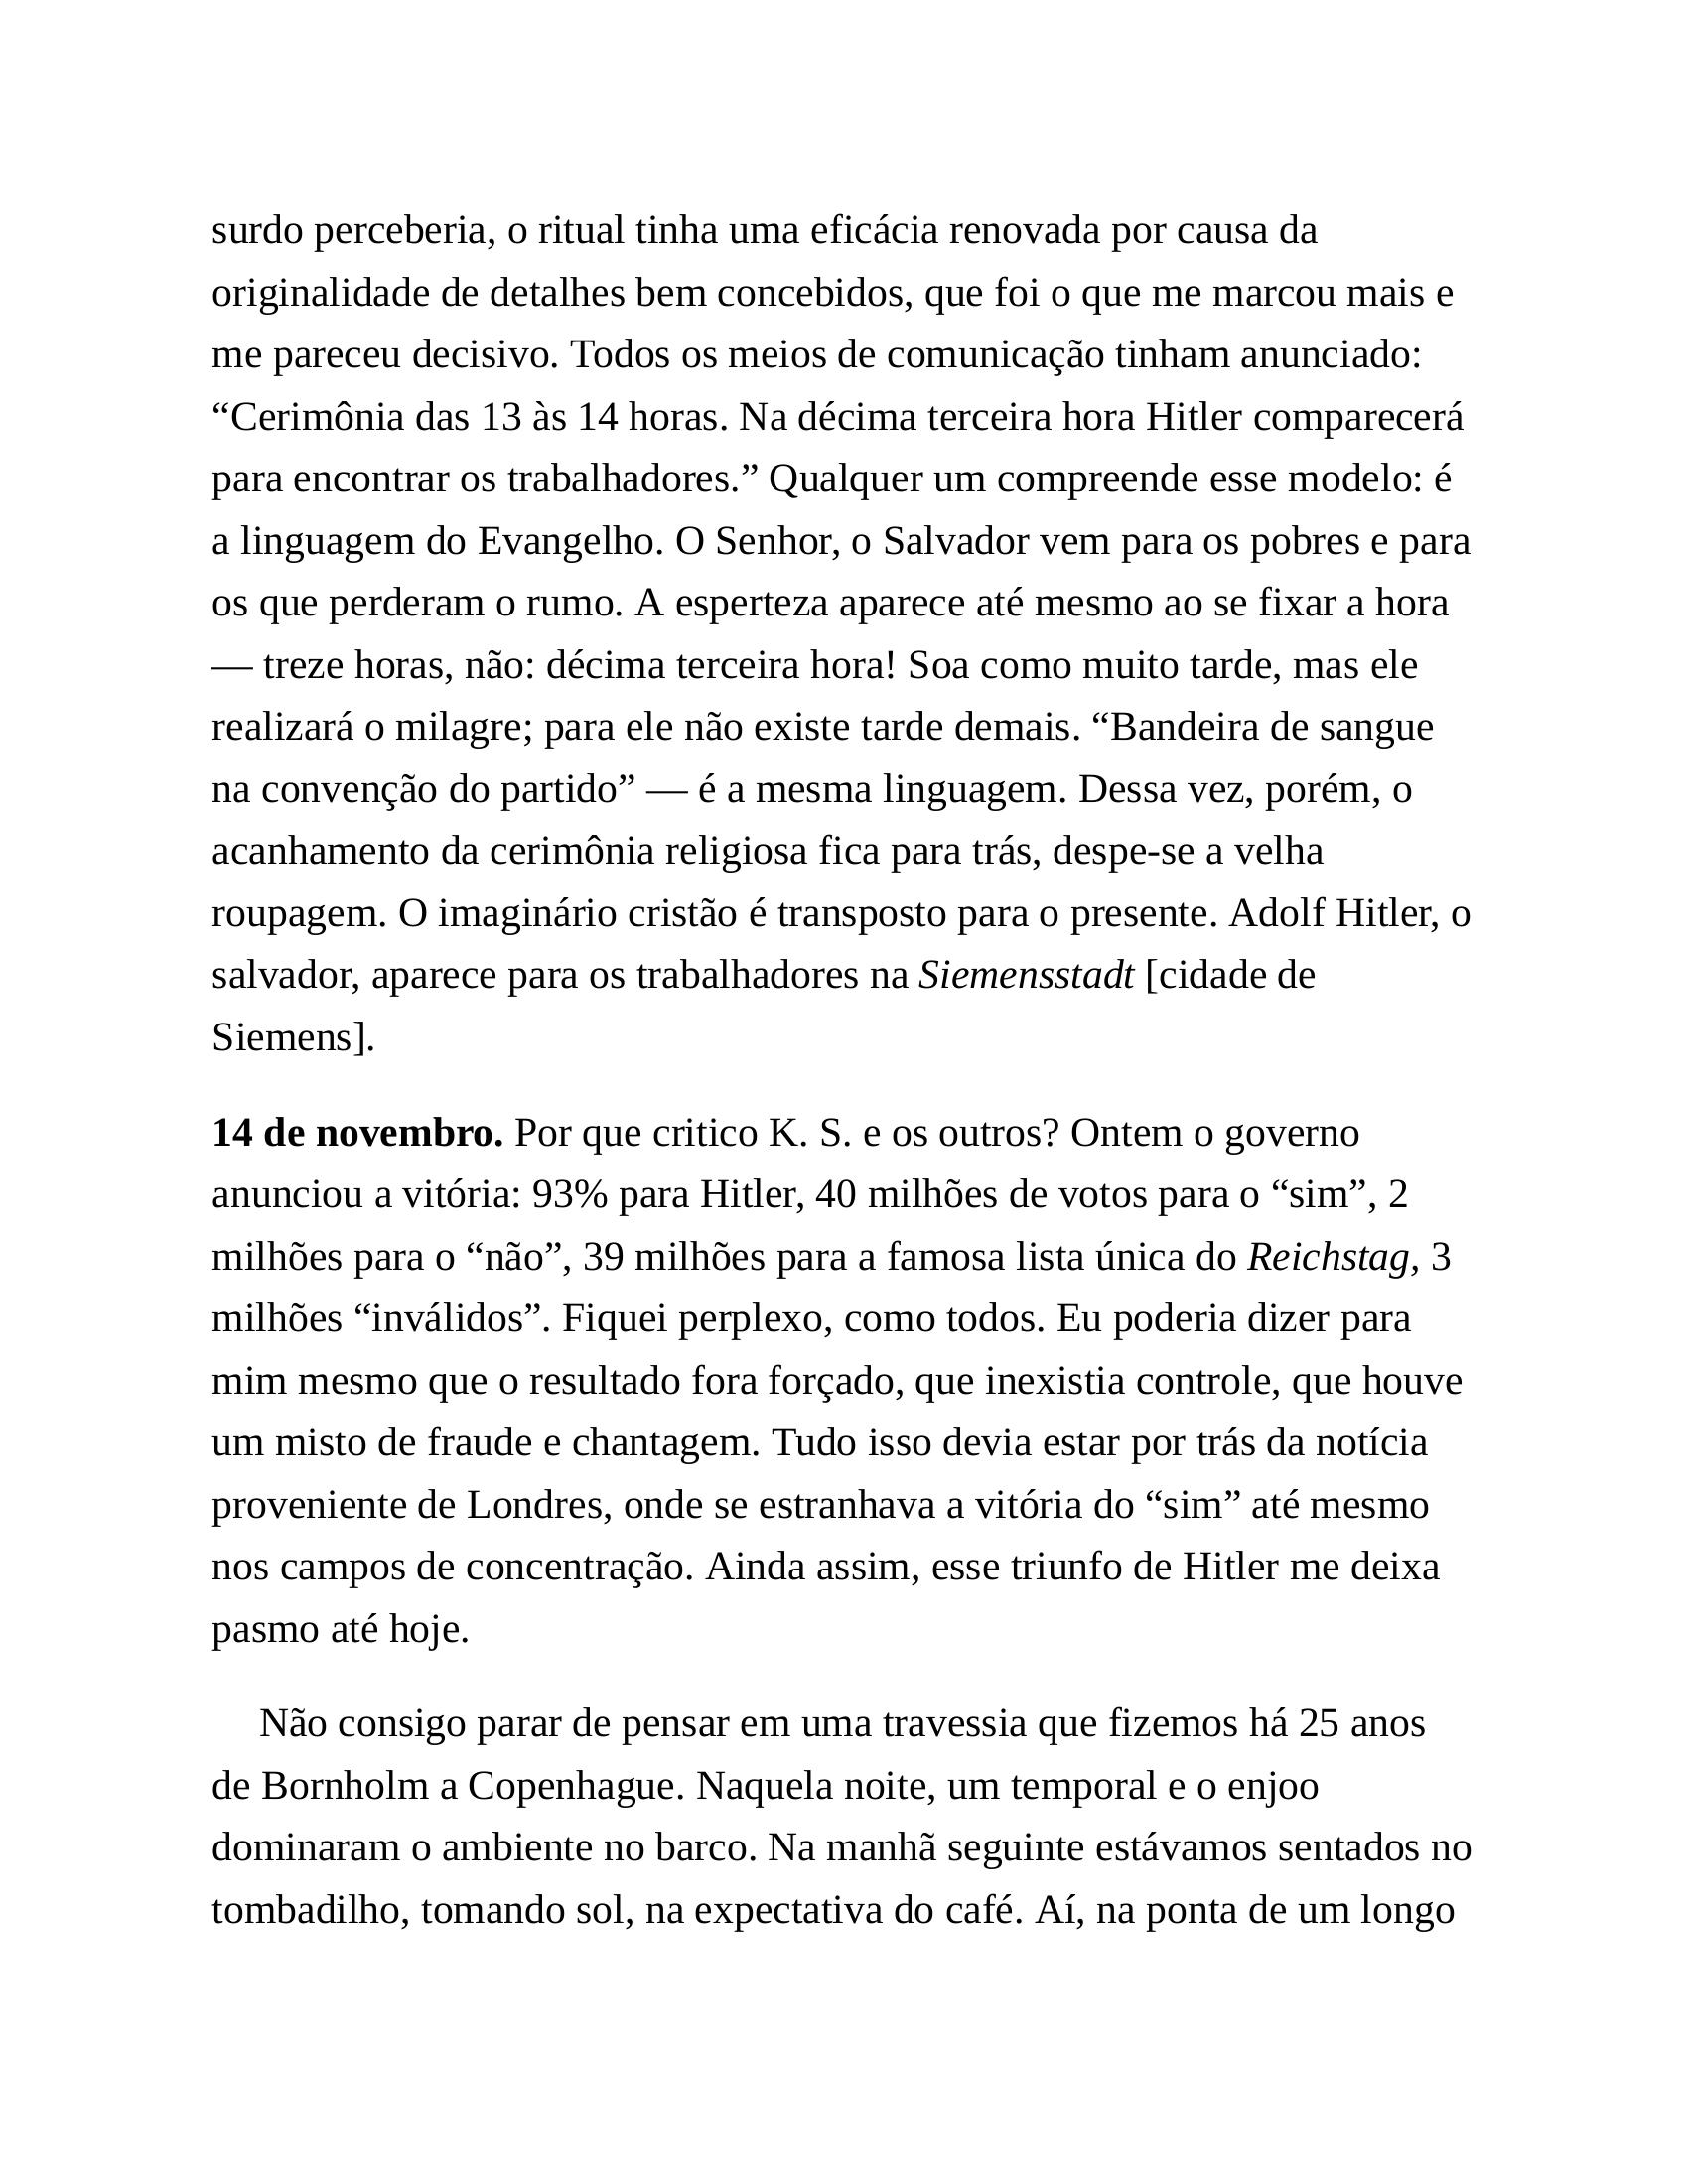 surdo perceberia, o ritual tinha uma eficácia renovada por causa da
originalidade de detalhes bem concebidos, que foi o que me marcou mais e
me pareceu decisivo. Todos os meios de comunicação tinham anunciado:
“Cerimônia das 13 às 14 horas. Na décima terceira hora Hitler comparecerá
para encontrar os trabalhadores.” Qualquer um compreende esse modelo: é
a linguagem do Evangelho. O Senhor, o Salvador vem para os pobres e para
os que perderam o rumo. A esperteza aparece até mesmo ao se fixar a hora
— treze horas, não: décima terceira hora! Soa como muito tarde, mas ele
realizará o milagre; para ele não existe tarde demais. “Bandeira de sangue
na convenção do partido” — é a mesma linguagem. Dessa vez, porém, o
acanhamento da cerimônia religiosa fica para trás, despe-se a velha
roupagem. O imaginário cristão é transposto para o presente. Adolf Hitler, o
salvador, aparece para os trabalhadores na Siemensstadt [cidade de
Siemens].
14 de novembro. Por que critico K. S. e os outros? Ontem o governo
anunciou a vitória: 93% para Hitler, 40 milhões de votos para o “sim”, 2
milhões para o “não”, 39 milhões para a famosa lista única do Reichstag, 3
milhões “inválidos”. Fiquei perplexo, como todos. Eu poderia dizer para
mim mesmo que o resultado fora forçado, que inexistia controle, que houve
um misto de fraude e chantagem. Tudo isso devia estar por trás da notícia
proveniente de Londres, onde se estranhava a vitória do “sim” até mesmo
nos campos de concentração. Ainda assim, esse triunfo de Hitler me deixa
pasmo até hoje.
Não consigo parar de pensar em uma travessia que fizemos há 25 anos
de Bornholm a Copenhague. Naquela noite, um temporal e o enjoo
dominaram o ambiente no barco. Na manhã seguinte estávamos sentados no
tombadilho, tomando sol, na expectativa do café. Aí, na ponta de um longo